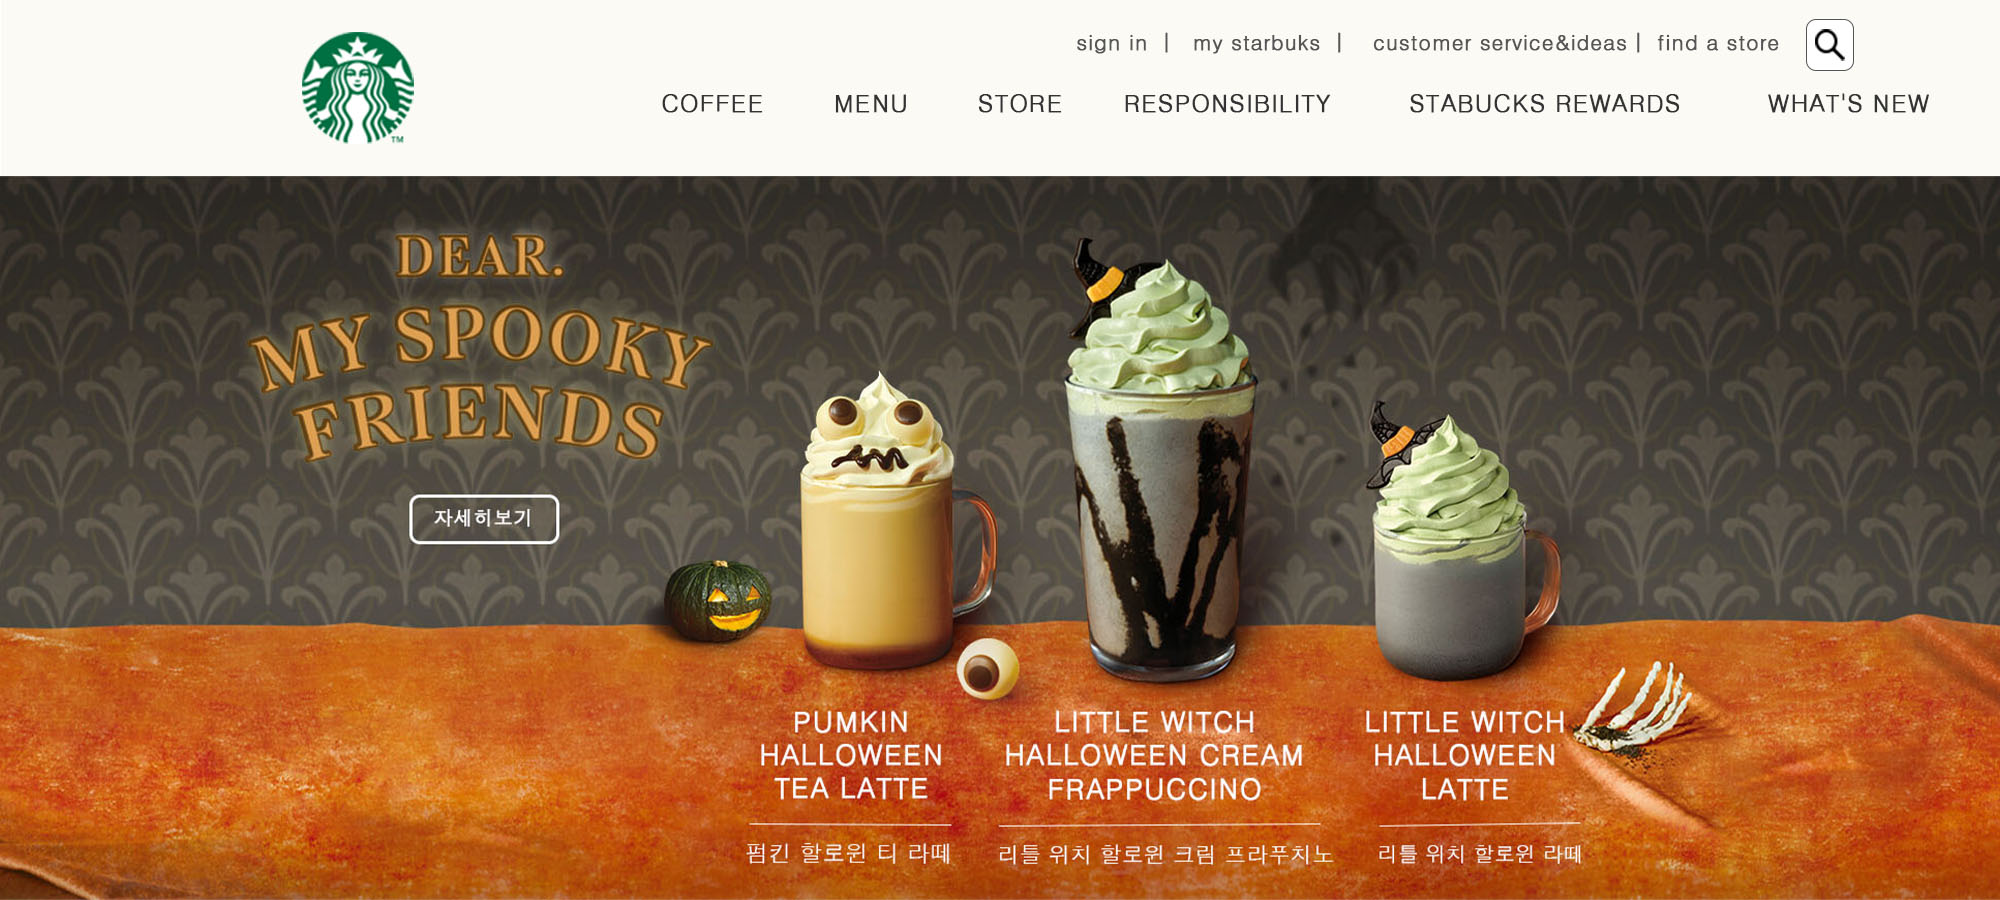 sign in | my starbuks | customer service&ideas | find a store
COFFEE MENU STORE RESPONSIBILITY STABUCKS REWARDS WHAT'S NEW
TM
DEAR.
MY SPOOKY
FRIENDS
자세히보기
PUMKIN
HALLOWEEN
TEA LATTE
펌킨 할로윈 티 라떼
LITTLE WITCH
HALLOWEEN CREAM
FRAPPUCCINO
리틀 위치 할로윈 크림 프라푸치노
LITTLE WITCH
HALLOWEEN
LATTE
리틀 위치 할로윈 라떼